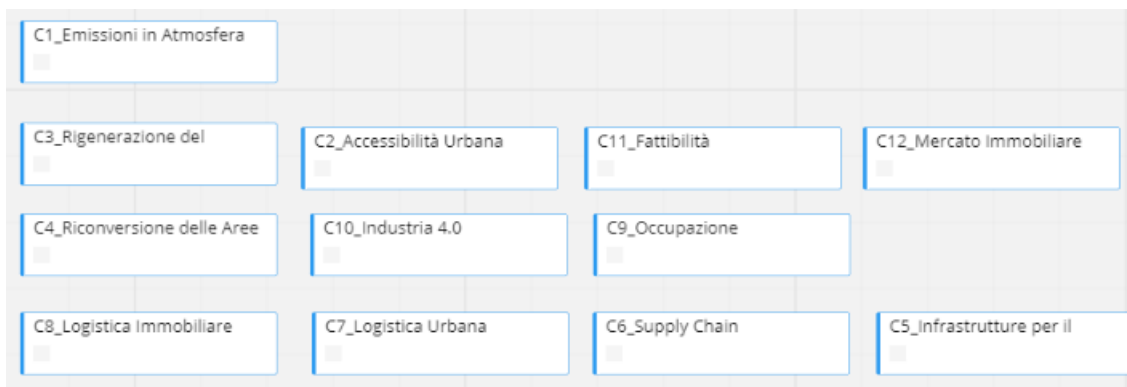 C1_Emissioni in Atmosfera
C3_Rigenerazione del
C2_Accessibilità Urbana
C11_Fattibilità
C12_Mercato Immobiliare
C4_Riconversione delle Aree
C10_Industria 4.0
C9_Occupazione
C8_Logistica Immobiliare
C7_Logistica Urbana
C6_Supply Chain
C5_Infrastrutture per il